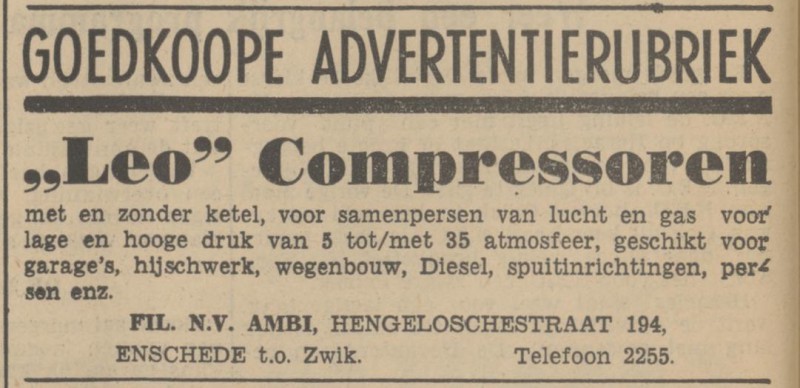 GOEDKOOPE ADVERTENTIERUBRIEK
„Leo” Compressoren
met en zonder ketel, voor samenpersen van lucht en gas voor
lage en hooge druk van 5 tot/met 35 atmosfeer, geschikt voor
garage's, hijschwerk, wegenbouw, Diesel, spuitinrichtingen, per-
sen enz.
FIL. N.V. AMBI, HENGELOSCHESTRAAT 194,
ENSCHEDE t.o. Zwik. Telefoon 2255.